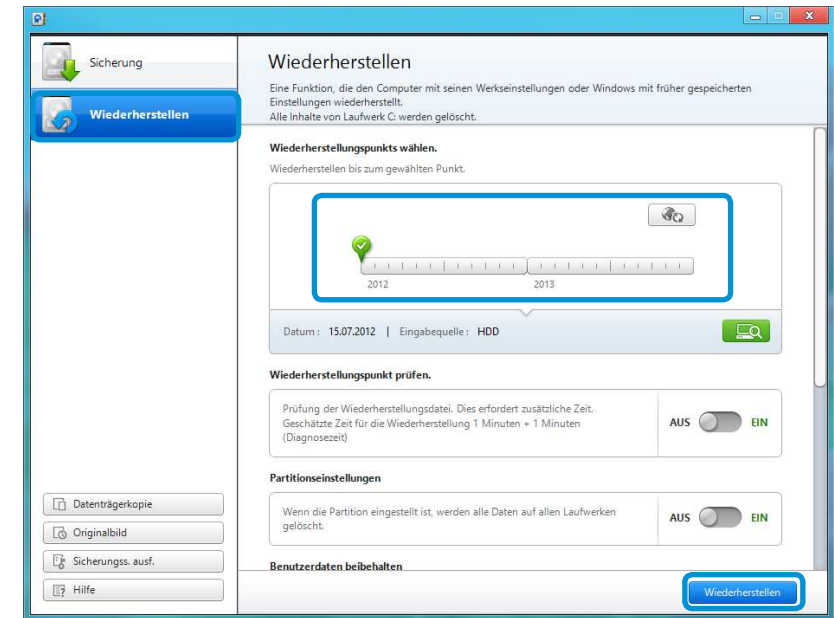 Sicherung
Wiederherstellen
Wiederherstellen
Eine Funktion, die den Computer mit seinen Werkseinstellungen oder Windows mit früher gespeicherten
Einstellungen wiederherstellt.
Alle Inhalte von Laufwerk C: werden gelöscht.
Wiederherstellungspunkts wählen.
Wiederherstellen bis zum gewählten Punkt.
2012 2013
Datum : 15.07.2012 | Eingabequelle : HDD
Wiederherstellungspunkt prüfen.
Prüfung der Wiederherstellungsdatei. Dies erfordert zusätzliche Zeit.
Geschätzte Zeit für die Wiederherstellung 1 Minuten + 1 Minuten
(Diagnosezeit)
AUS EIN
Partitionseinstellungen
Wenn die Partition eingestellt ist, werden alle Daten auf allen Laufwerken
gelöscht.
AUS EIN
Benutzerdaten beibehalten
Datenträgerkopie
Originalbild
Sicherungss. ausf.
Hilfe
Wiederherstellen